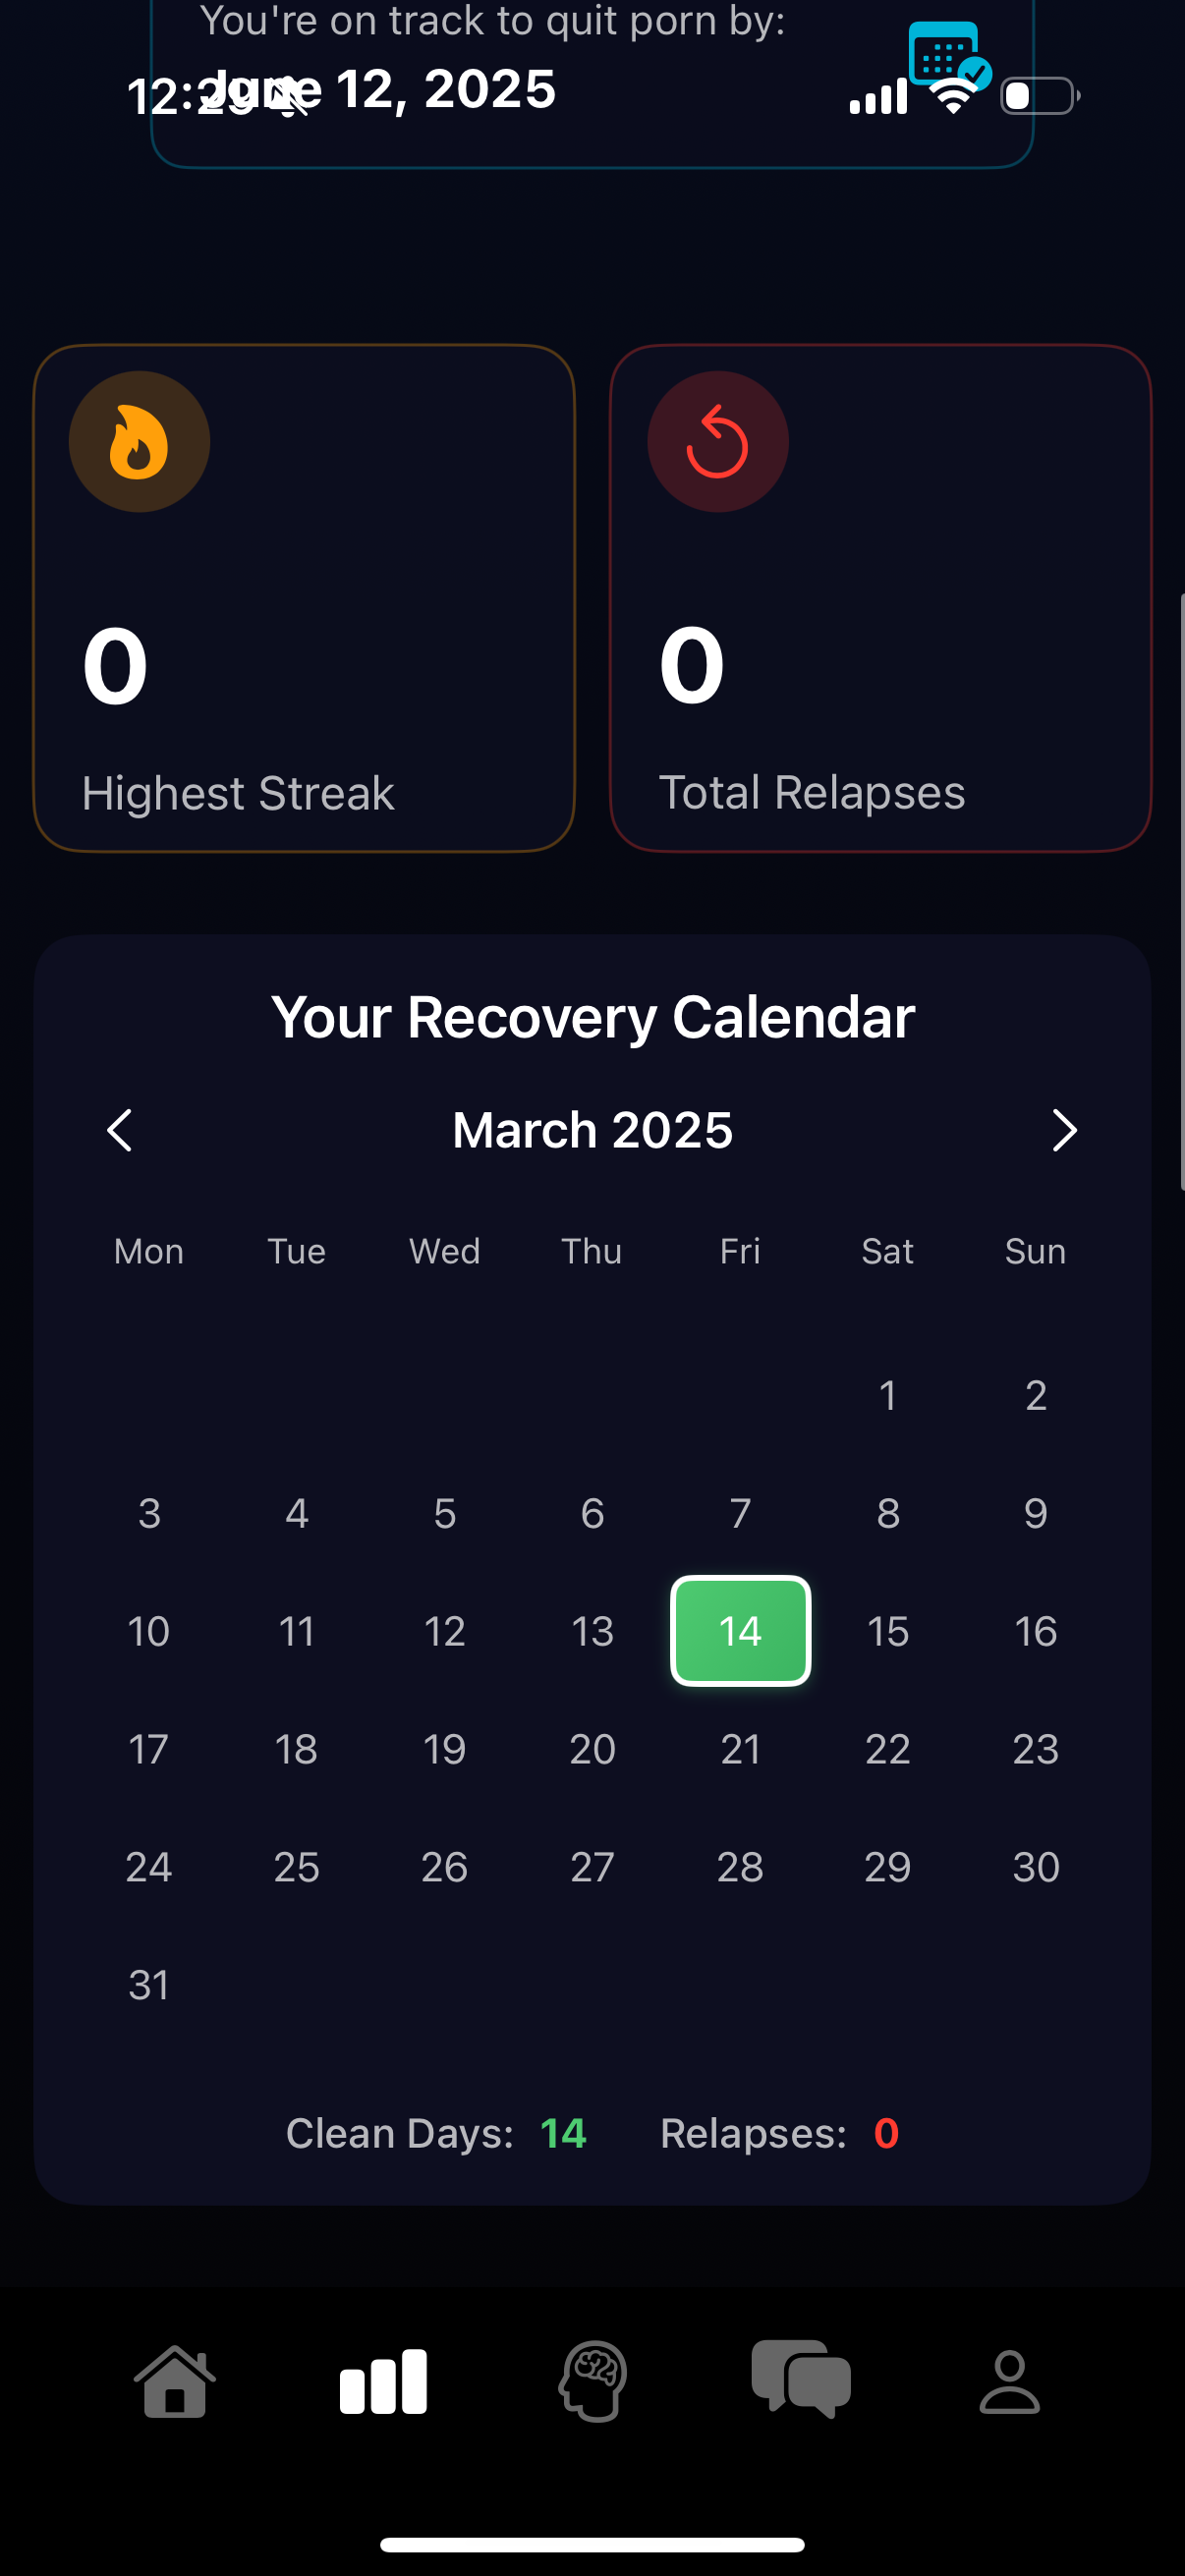 You're on track to quit porn by:
June 12, 2025
12:29
0
Highest Streak
0
Total Relapses
Your Recovery Calendar
March 2025
Mon Tue Wed Thu Fri Sat Sun
1 2
3 4 5 6 7 8 9
10 11 12 13 14 15 16
17 18 19 20 21 22 23
24 25 26 27 28 29 30
31
Clean Days: 14 Relapses: 0